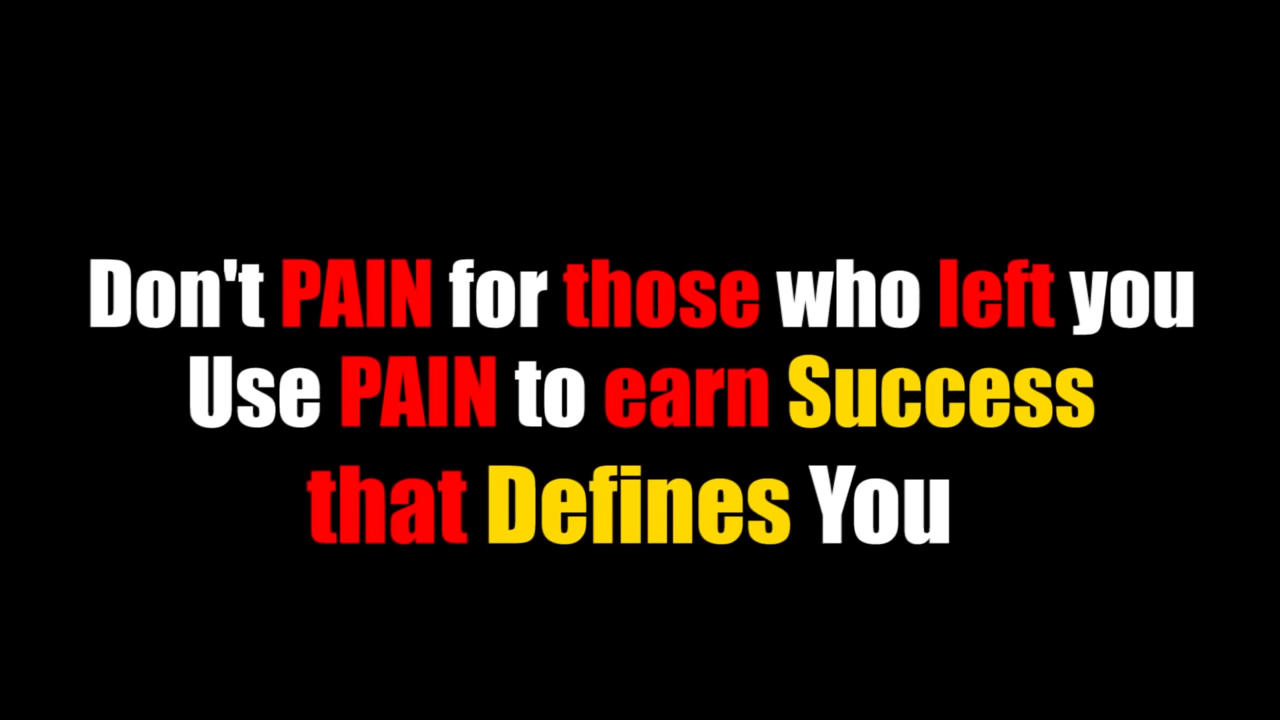 Don't PAIN for those who left you
Use PAIN to earn Success
that Defines You